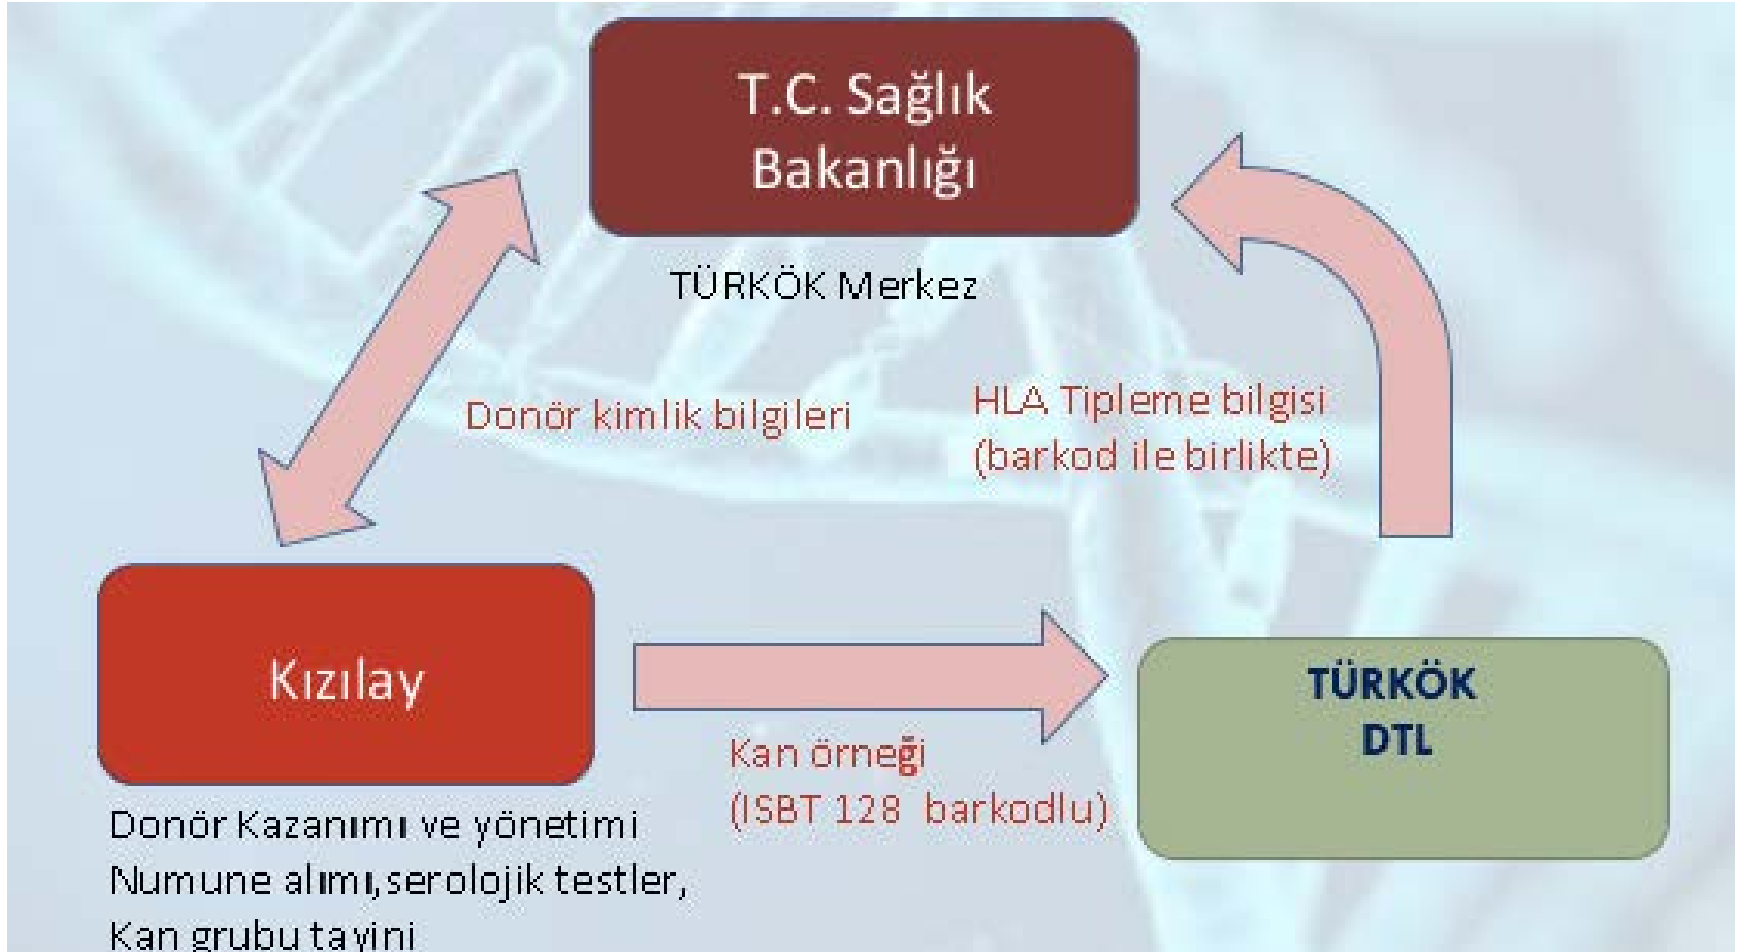 T.C. Sağlık
Bakanlığı
TÜRKÖK Merkez
Donör kimlik bilgileri
HLA Tipleme bilgisi
(barkod ile birlikte)
Kızılay
TÜRKÖK
DTL
Kan örneği
(ISBT 128 barkodlu)
Donör Kazanımı ve yönetimi
Numune alımı,serolojik testler,
Kan grubu tayini